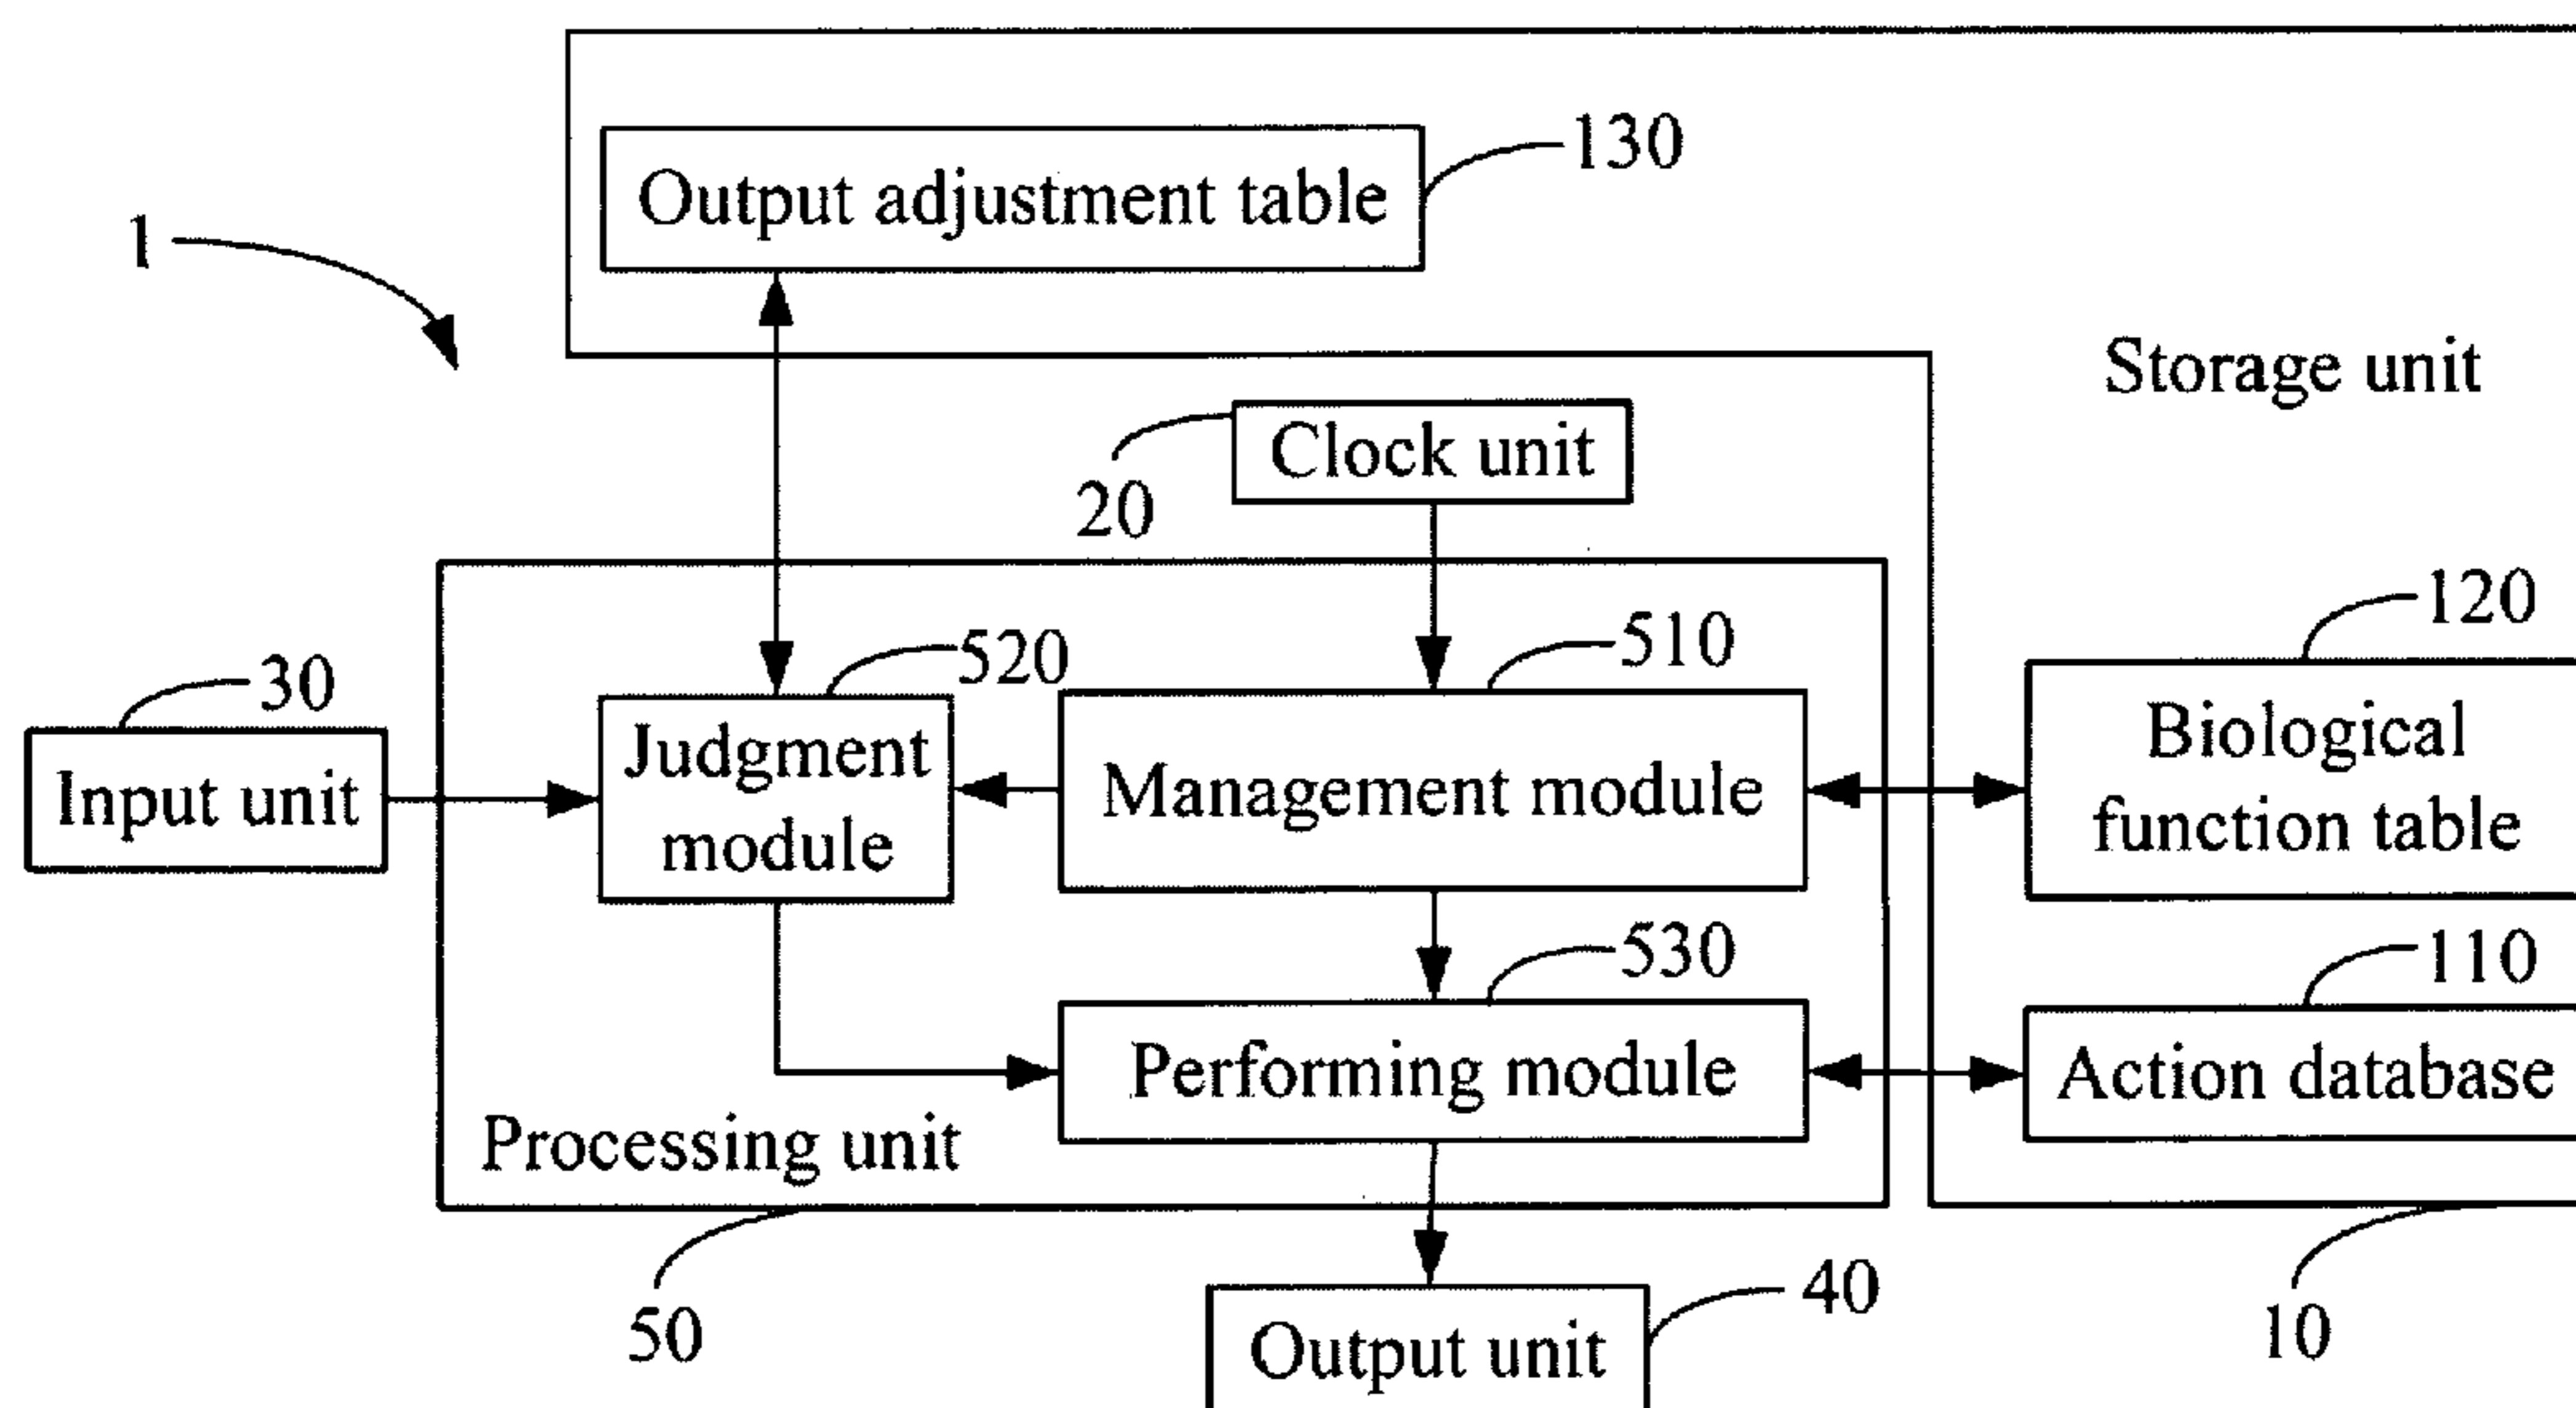 130
Output adjustment table
1
Storage unit
Clock unit
20
120
510
520
30
Judgment
module
Management module
Biological
function table
Input unit
530
110
Performing module
Action database
Processing unit
40
50
10
Output unit